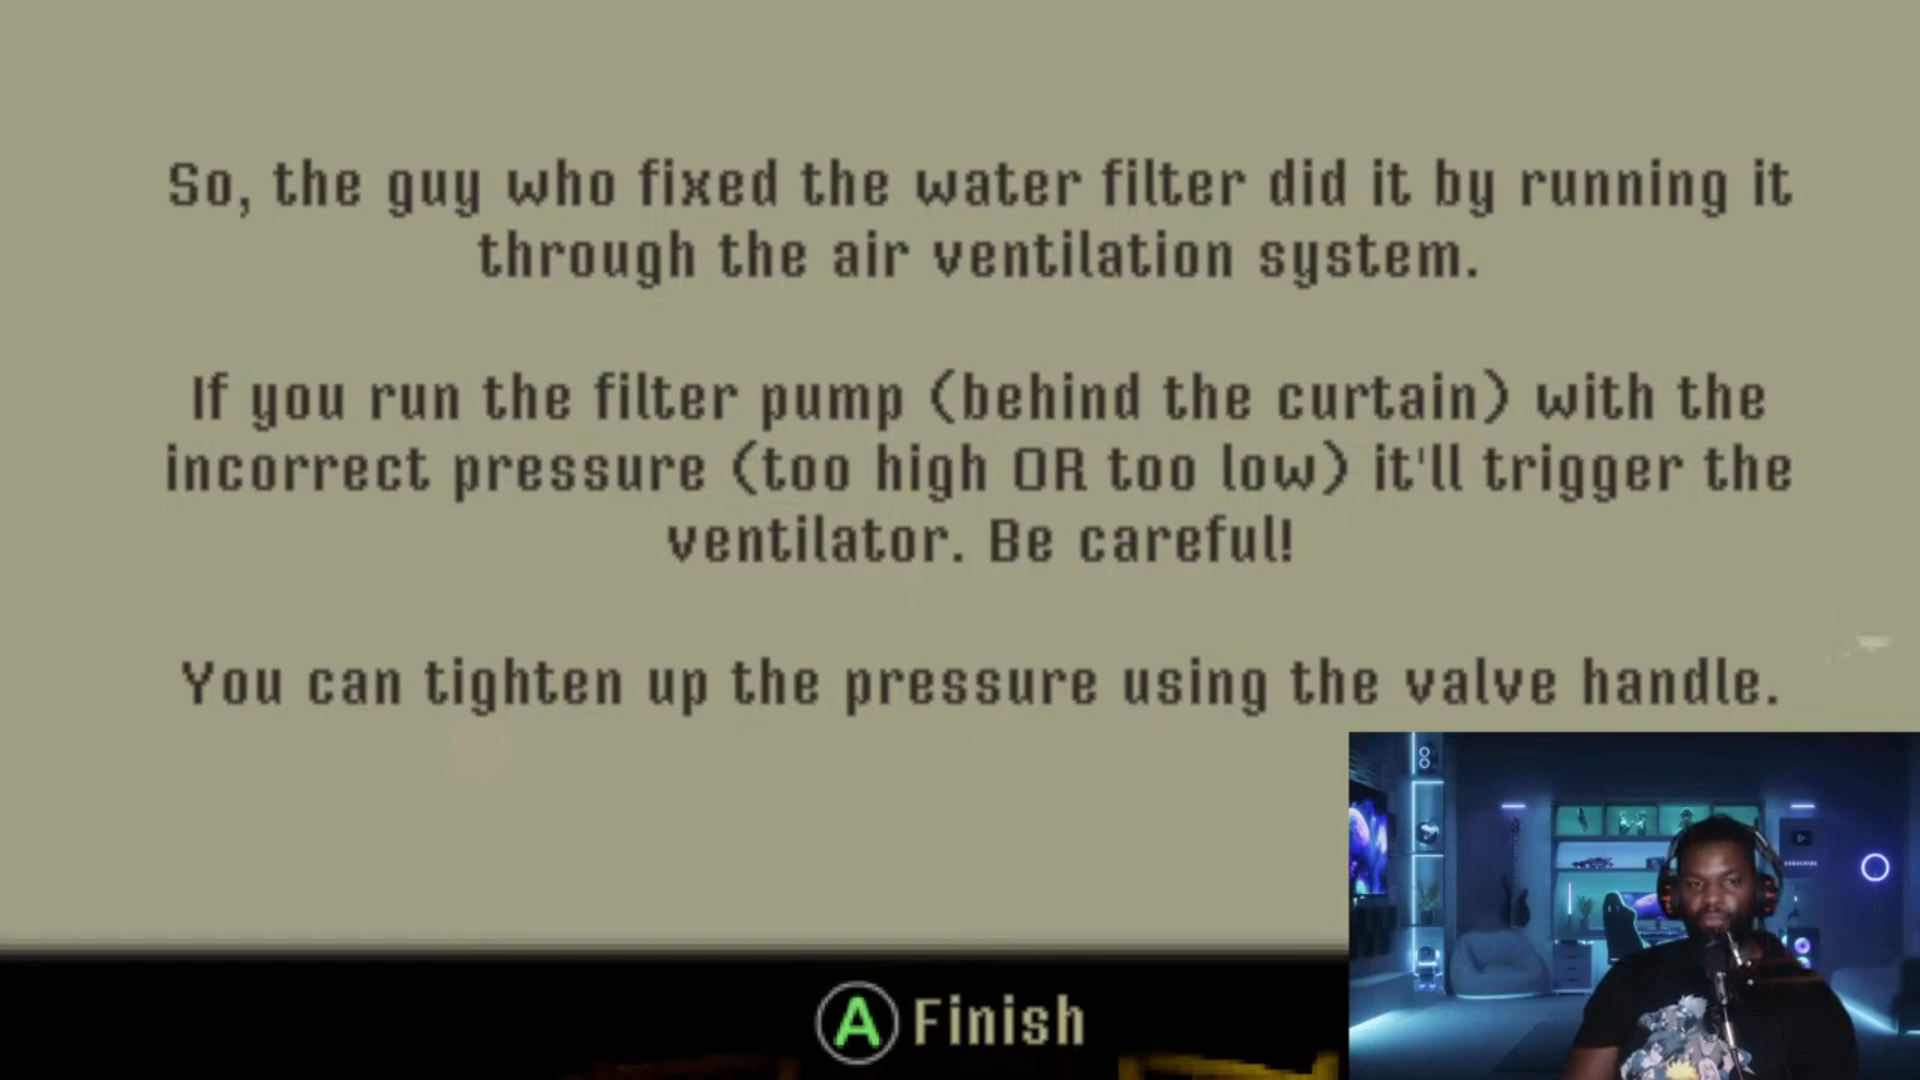 So, the guy who fixed the water filter did it by running it
through the air ventilation system.
If you run the filter pump (behind the curtain) with the
incorrect pressure (too high OR too low) it'll trigger the
ventilator. Be careful!
You can tighten up the pressure using the valve handle.
A Finish